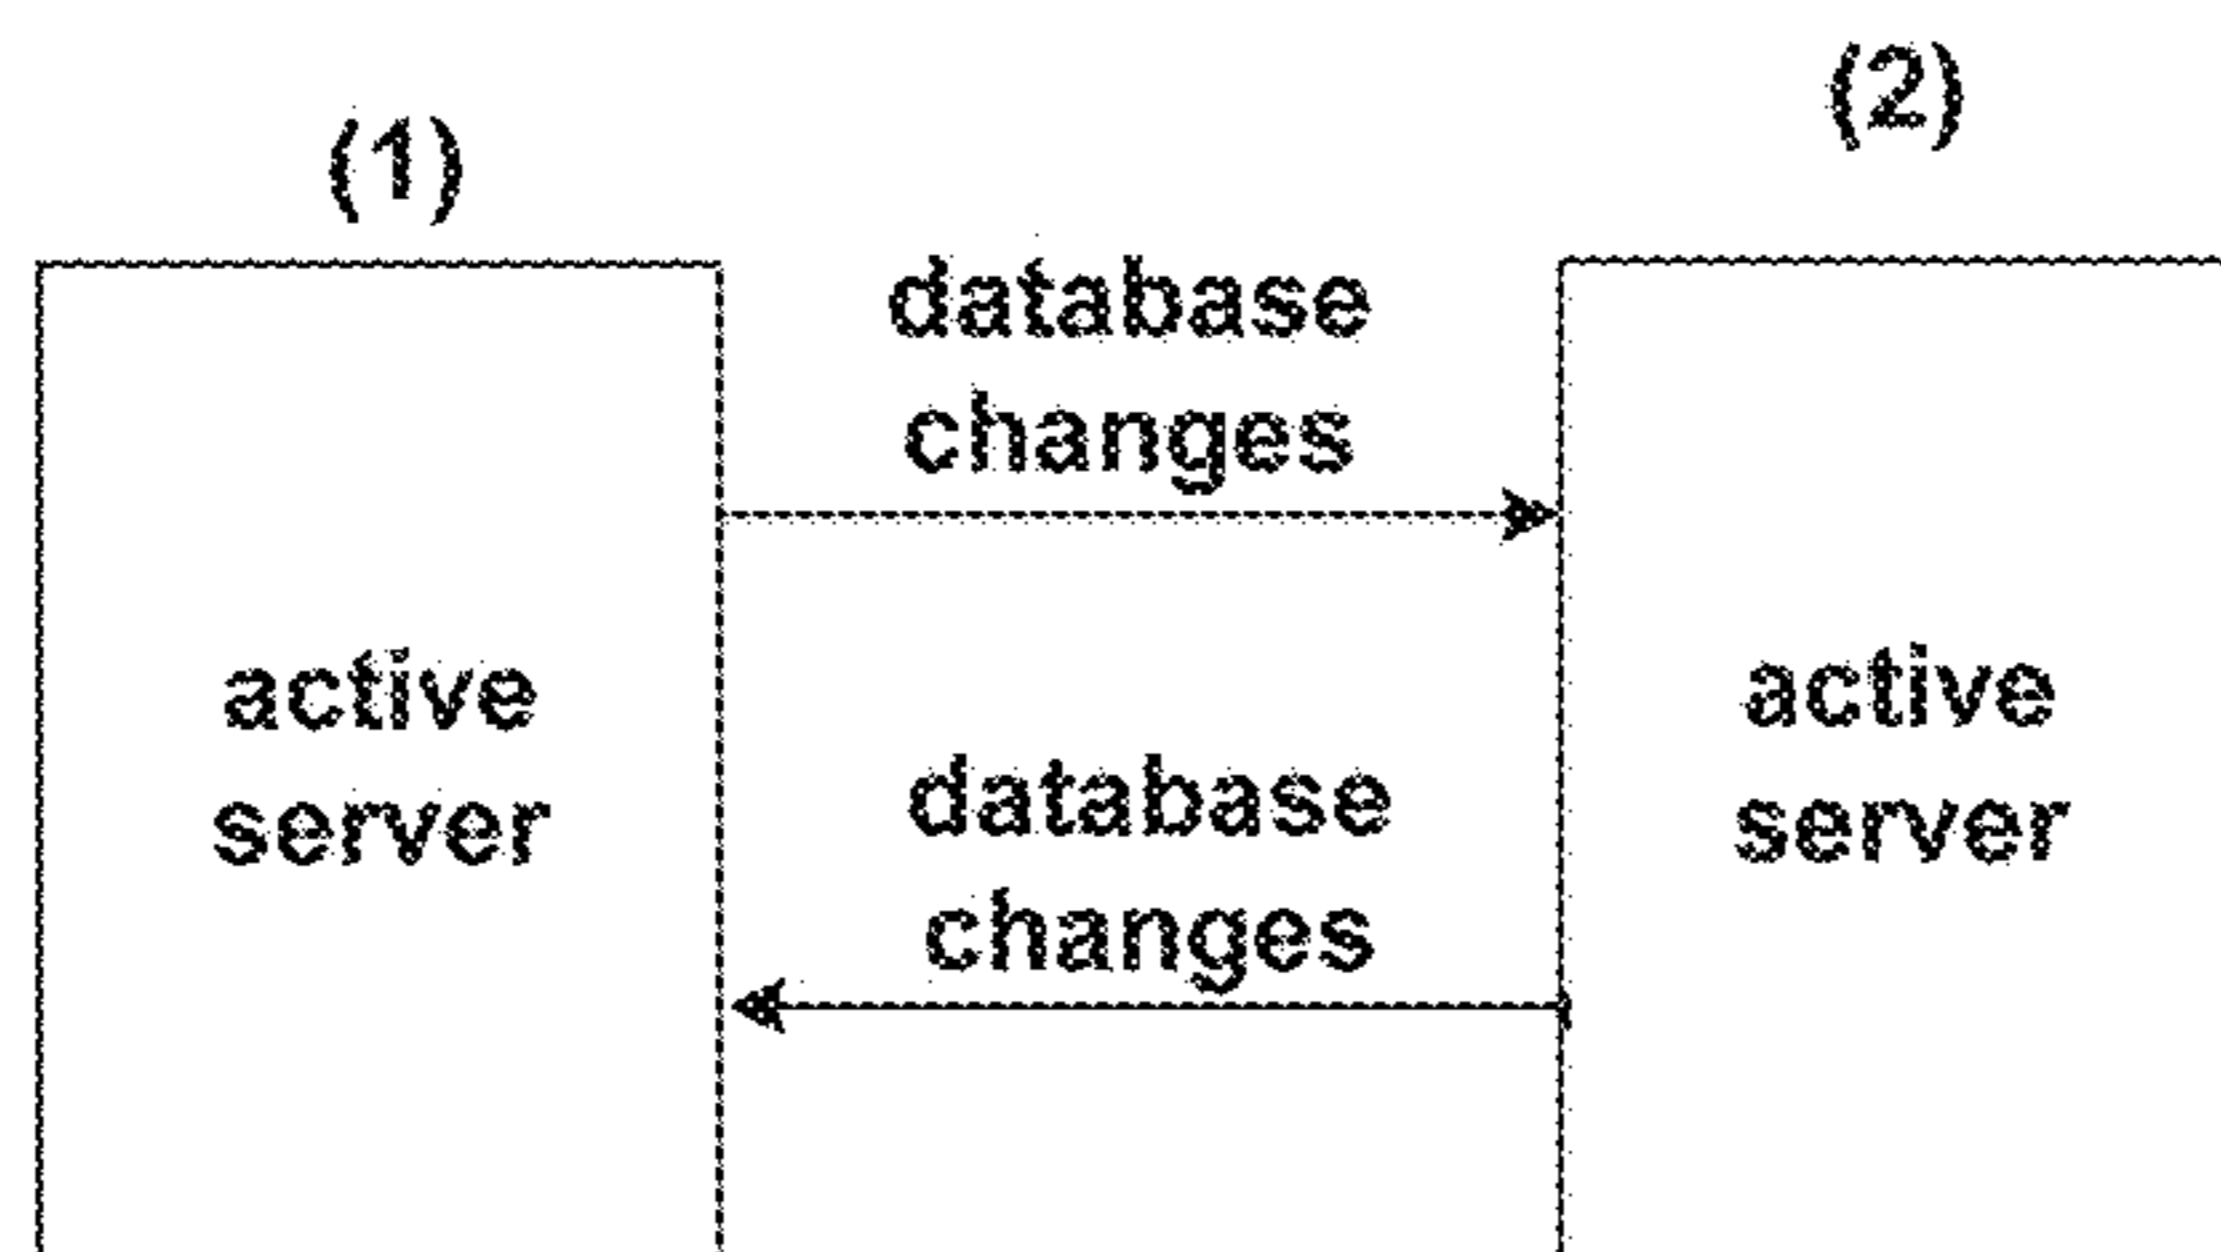 (1)
(2)
database
changes
active
server
active
server
database
changes